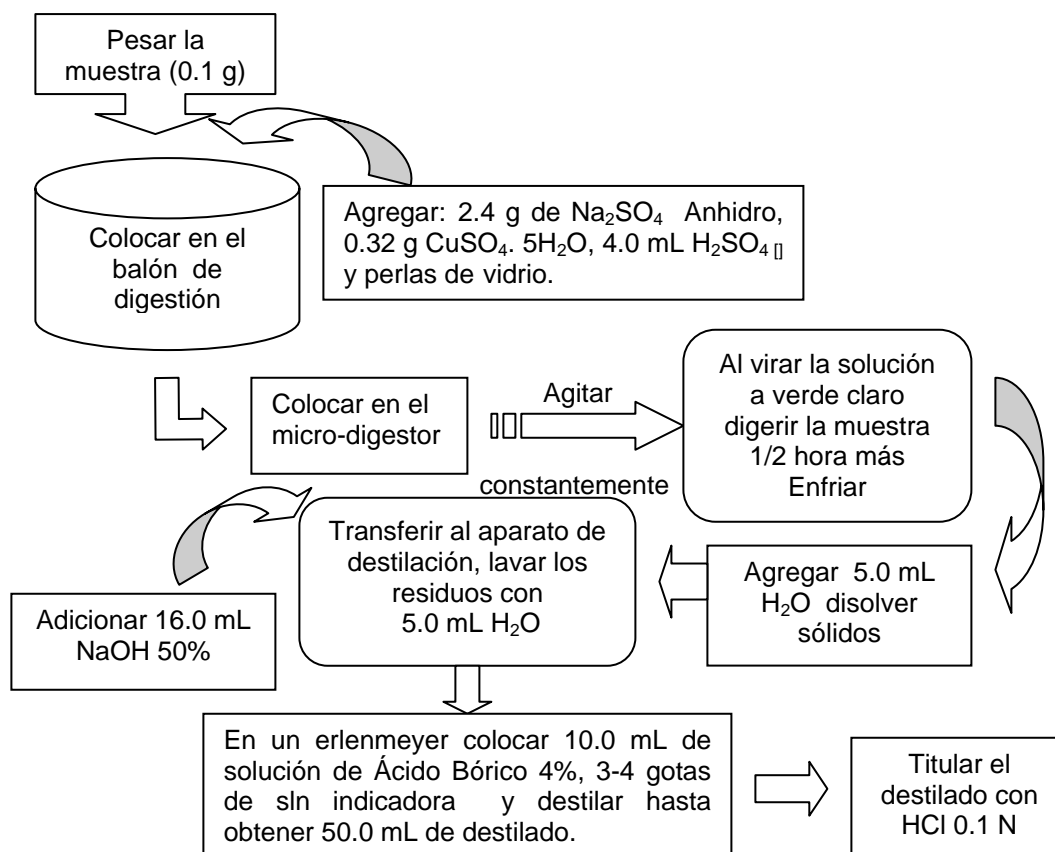 Pesar la
muestra (0.1 g)
Agregar: 2.4 g de Na₂SO₄ Anhidro,
0.32 g CuSO₄. 5H₂O, 4.0 mL H₂SO₄ []
y perlas de vidrio.
Colocar en el
balón de
digestión
Colocar en el
micro-digestor
Agitar
constantemente
Al virar la solución
a verde claro
digerir la muestra
1/2 hora más
Enfriar
Agregar 5.0 mL
H₂O disolver
sólidos
Transferir al aparato de
destilación, lavar los
residuos con
5.0 mL H₂O
Adicionar 16.0 mL
NaOH 50%
En un erlenmeyer colocar 10.0 mL de
solución de Ácido Bórico 4%, 3-4 gotas
de sln indicadora y destilar hasta
obtener 50.0 mL de destilado.
Titular el
destilado con
HCl 0.1 N